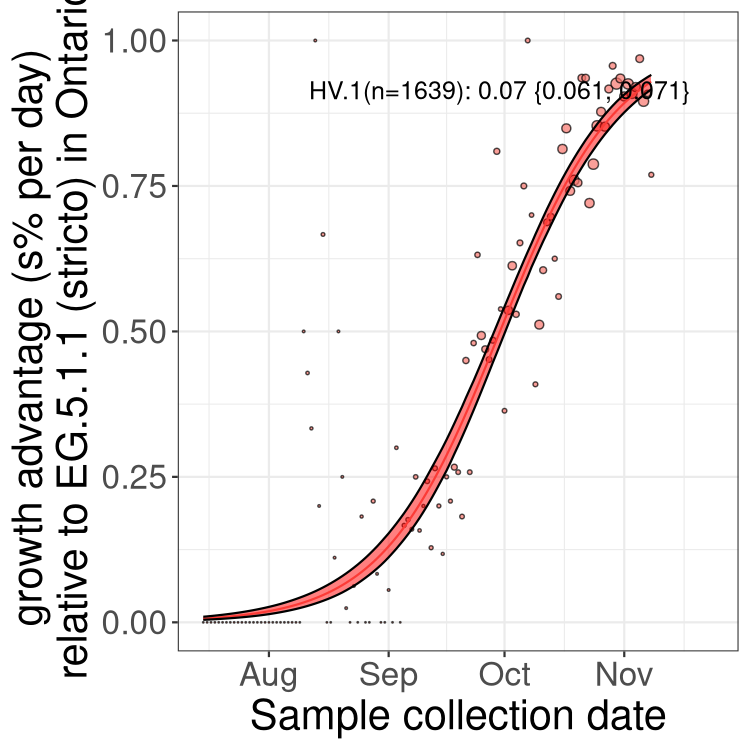 growth advantage (s% per day)
relative to EG.5.1.1 (stricto) in Ontario
1.00
0.75
0.50
0.25
0.00
HV.1(n=1639): 0.07 {0.061, 0.071}
Aug Sep Oct Nov
Sample collection date